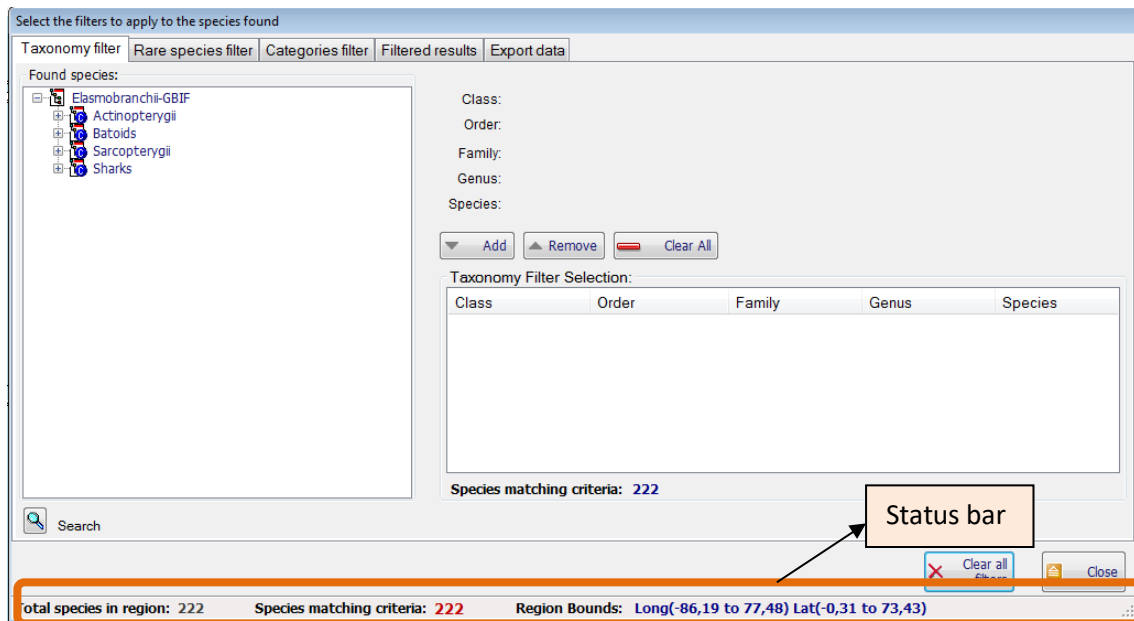 Select the filters to apply to the species found
Taxonomy filter Rare species filter Categories filter Filtered results Export data
Found species:
Elasmobranchii-GBIF
Actinopterygii
Batoids
Sarcopterygii
Sharks
Class:
Order:
Family:
Genus:
Species:
Add Remove Clear All
Taxonomy Filter Selection:
Class Order Family Genus Species
Species matching criteria: 222
Search
Status bar
Clear all
filters
Close
Total species in region: 222 Species matching criteria: 222 Region Bounds: Long(-86,19 to 77,48) Lat(-0,31 to 73,43)